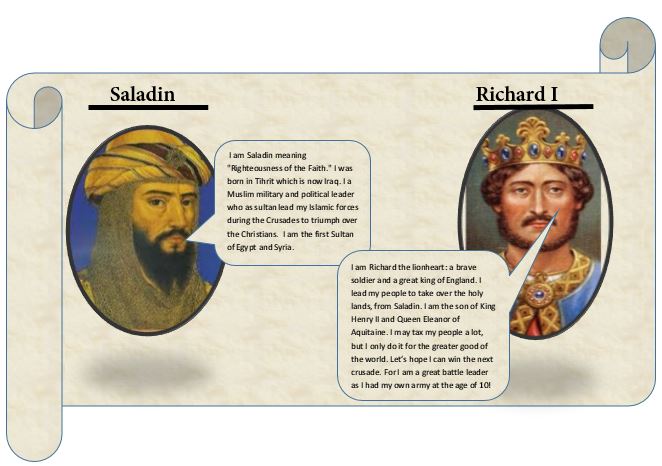 Saladin
Richard I
I am Saladin meaning
"Righteousness of the Faith." I was
born in Tihrit which is now Iraq. I a
Muslim military and political leader
who as sultan lead my Islamic forces
during the Crusades to triumph over
the Christians. I am the first Sultan
of Egypt and Syria.
I am Richard the lionheart: a brave
soldier and a great king of England. I
lead my people to take over the holy
lands, from Saladin. I am the son of King
Henry II and Queen Eleanor of
Aquitaine. I may tax my people a lot,
but I only do it for the greater good of
the world. Let's hope I can win the next
crusade. For I am a great battle leader
as I had my own army at the age of 10!